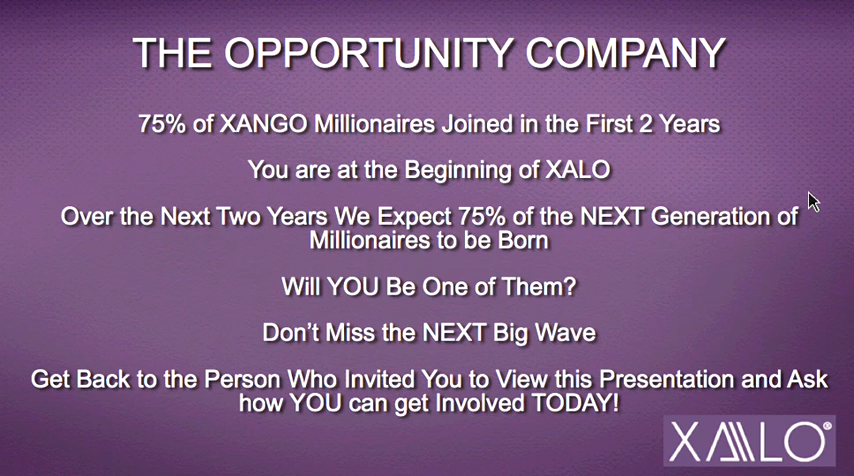 THE OPPORTUNITY COMPANY
75% of XANGO Millionaires Joined in the First 2 Years
You are at the Beginning of XALO
Over the Next Two Years We Expect 75% of the NEXT Generation of
Millionaires to be Born
Will YOU Be One of Them?
Don’t Miss the NEXT Big Wave
Get Back to the Person Who Invited You to View this Presentation and Ask
how YOU can get Involved TODAY!
XALO®